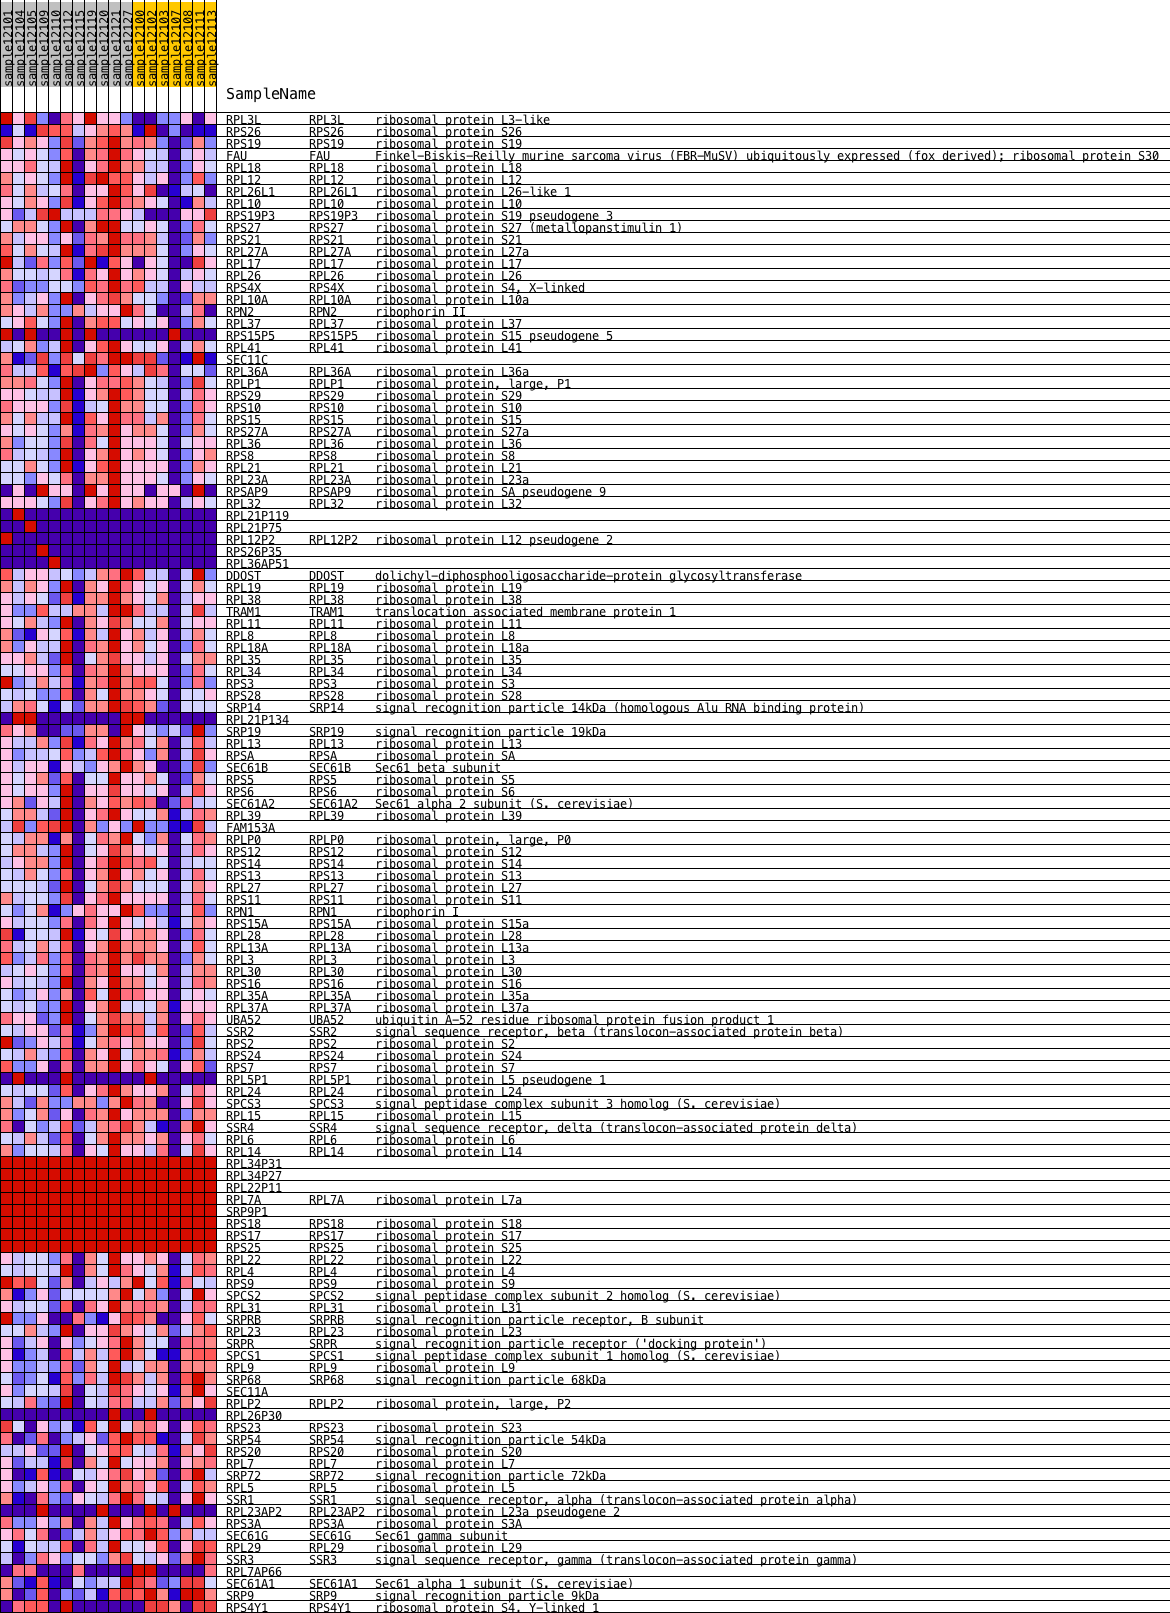 sample12101
sample12104
sample12105
sample12109
sample12110
sample12112
sample12115
sample12119
sample12120
sample12121
sample12127
sample12100
sample12102
sample12103
sample12107
sample12108
sample12111
sample12113
SampleName
RPL3L RPL3L ribosomal protein L3-like
RPS26 RPS26 ribosomal protein S26
RPS19 RPS19 ribosomal protein S19
FAU FAU Finkel-Biskis-Reilly murine sarcoma virus (FBR-MuSV) ubiquitously expressed (fox derived); ribosomal protein S30
RPL18 RPL18 ribosomal protein L18
RPL12 RPL12 ribosomal protein L12
RPL26L1 RPL26L1 ribosomal protein L26-like 1
RPL10 RPL10 ribosomal protein L10
RPS19P3 RPS19P3 ribosomal protein S19 pseudogene 3
RPS27 RPS27 ribosomal protein S27 (metallopanstimulin 1)
RPS21 RPS21 ribosomal protein S21
RPL27A RPL27A ribosomal protein L27a
RPL17 RPL17 ribosomal protein L17
RPL26 RPL26 ribosomal protein L26
RPS4X RPS4X ribosomal protein S4, X-linked
RPL10A RPL10A ribosomal protein L10a
RPN2 RPN2 ribophorin II
RPL37 RPL37 ribosomal protein L37
RPS15P5 RPS15P5 ribosomal protein S15 pseudogene 5
RPL41 RPL41 ribosomal protein L41
SEC11C
RPL36A RPL36A ribosomal protein L36a
RPLP1 RPLP1 ribosomal protein, large, P1
RPS29 RPS29 ribosomal protein S29
RPS10 RPS10 ribosomal protein S10
RPS15 RPS15 ribosomal protein S15
RPS27A RPS27A ribosomal protein S27a
RPL36 RPL36 ribosomal protein L36
RPS8 RPS8 ribosomal protein S8
RPL21 RPL21 ribosomal protein L21
RPL23A RPL23A ribosomal protein L23a
RPSAP9 RPSAP9 ribosomal protein SA pseudogene 9
RPL32 RPL32 ribosomal protein L32
RPL21P119
RPL21P75
RPL12P2 RPL12P2 ribosomal protein L12 pseudogene 2
RPS26P35
RPL36AP51
DDOST DDOST dolichyl-diphosphooligosaccharide-protein glycosyltransferase
RPL19 RPL19 ribosomal protein L19
RPL38 RPL38 ribosomal protein L38
TRAM1 TRAM1 translocation associated membrane protein 1
RPL11 RPL11 ribosomal protein L11
RPL8 RPL8 ribosomal protein L8
RPL18A RPL18A ribosomal protein L18a
RPL35 RPL35 ribosomal protein L35
RPL34 RPL34 ribosomal protein L34
RPS3 RPS3 ribosomal protein S3
RPS28 RPS28 ribosomal protein S28
SRP14 SRP14 signal recognition particle 14kDa (homologous Alu RNA binding protein)
RPL21P134
SRP19 SRP19 signal recognition particle 19kDa
RPL13 RPL13 ribosomal protein L13
RPSA RPSA ribosomal protein SA
SEC61B SEC61B Sec61 beta subunit
RPS5 RPS5 ribosomal protein S5
RPS6 RPS6 ribosomal protein S6
SEC61A2 SEC61A2 Sec61 alpha 2 subunit (S. cerevisiae)
RPL39 RPL39 ribosomal protein L39
FAM153A
RPLP0 RPLP0 ribosomal protein, large, P0
RPS12 RPS12 ribosomal protein S12
RPS14 RPS14 ribosomal protein S14
RPS13 RPS13 ribosomal protein S13
RPL27 RPL27 ribosomal protein L27
RPS11 RPS11 ribosomal protein S11
RPN1 RPN1 ribophorin I
RPS15A RPS15A ribosomal protein S15a
RPL28 RPL28 ribosomal protein L28
RPL13A RPL13A ribosomal protein L13a
RPL3 RPL3 ribosomal protein L3
RPL30 RPL30 ribosomal protein L30
RPS16 RPS16 ribosomal protein S16
RPL35A RPL35A ribosomal protein L35a
RPL37A RPL37A ribosomal protein L37a
UBA52 UBA52 ubiquitin A-52 residue ribosomal protein fusion product 1
SSR2 SSR2 signal sequence receptor, beta (translocon-associated protein beta)
RPS2 RPS2 ribosomal protein S2
RPS24 RPS24 ribosomal protein S24
RPS7 RPS7 ribosomal protein S7
RPL5P1 RPL5P1 ribosomal protein L5 pseudogene 1
RPL24 RPL24 ribosomal protein L24
SPCS3 SPCS3 signal peptidase complex subunit 3 homolog (S. cerevisiae)
RPL15 RPL15 ribosomal protein L15
SSR4 SSR4 signal sequence receptor, delta (translocon-associated protein delta)
RPL6 RPL6 ribosomal protein L6
RPL14 RPL14 ribosomal protein L14
RPL34P31
RPL34P27
RPL22P11
RPL7A RPL7A ribosomal protein L7a
SRP9P1
RPS18 RPS18 ribosomal protein S18
RPS17 RPS17 ribosomal protein S17
RPS25 RPS25 ribosomal protein S25
RPL22 RPL22 ribosomal protein L22
RPL4 RPL4 ribosomal protein L4
RPS9 RPS9 ribosomal protein S9
SPCS2 SPCS2 signal peptidase complex subunit 2 homolog (S. cerevisiae)
RPL31 RPL31 ribosomal protein L31
SRPRB SRPRB signal recognition particle receptor, B subunit
RPL23 RPL23 ribosomal protein L23
SRPR SRPR signal recognition particle receptor ('docking protein')
SPCS1 SPCS1 signal peptidase complex subunit 1 homolog (S. cerevisiae)
RPL9 RPL9 ribosomal protein L9
SRP68 SRP68 signal recognition particle 68kDa
SEC11A
RPLP2 RPLP2 ribosomal protein, large, P2
RPL26P30
RPS23 RPS23 ribosomal protein S23
SRP54 SRP54 signal recognition particle 54kDa
RPS20 RPS20 ribosomal protein S20
RPL7 RPL7 ribosomal protein L7
SRP72 SRP72 signal recognition particle 72kDa
RPL5 RPL5 ribosomal protein L5
SSR1 SSR1 signal sequence receptor, alpha (translocon-associated protein alpha)
RPL23AP2 RPL23AP2 ribosomal protein L23a pseudogene 2
RPS3A RPS3A ribosomal protein S3A
SEC61G SEC61G Sec61 gamma subunit
RPL29 RPL29 ribosomal protein L29
SSR3 SSR3 signal sequence receptor, gamma (translocon-associated protein gamma)
RPL7AP66
SEC61A1 SEC61A1 Sec61 alpha 1 subunit (S. cerevisiae)
SRP9 SRP9 signal recognition particle 9kDa
RPS4Y1 RPS4Y1 ribosomal protein S4, Y-linked 1